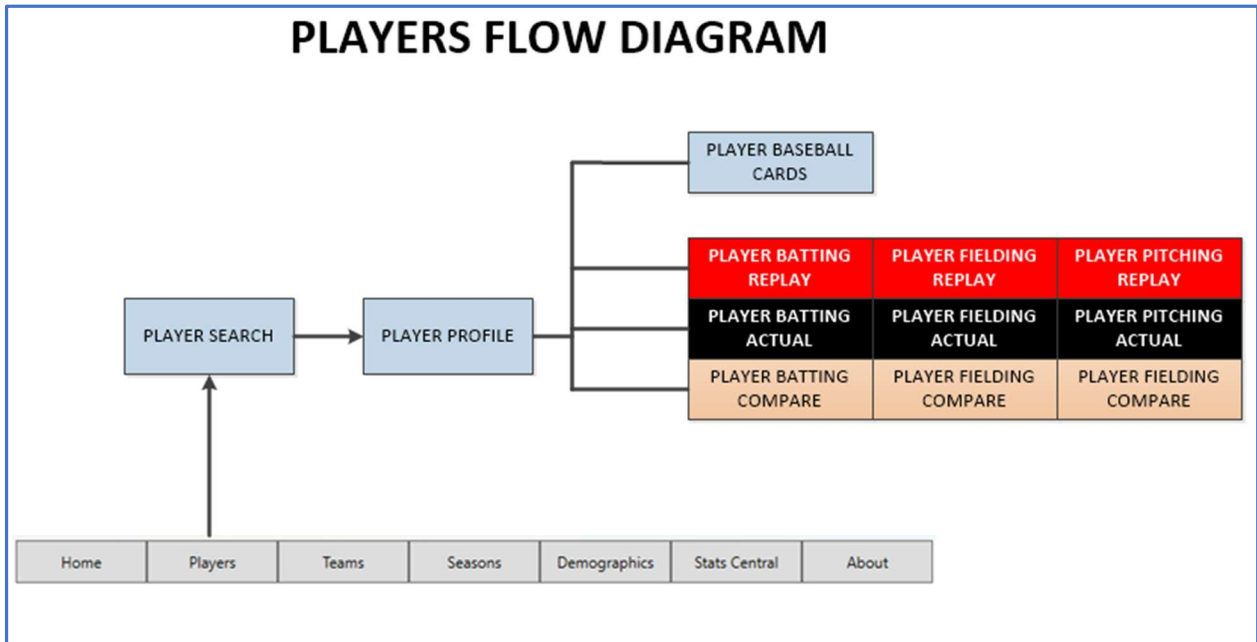 PLAYERS FLOW DIAGRAM
PLAYER BASEBALL
CARDS
PLAYER BATTING
REPLAY
PLAYER FIELDING
REPLAY
PLAYER PITCHING
REPLAY
PLAYER SEARCH
PLAYER PROFILE
PLAYER BATTING
ACTUAL
PLAYER FIELDING
ACTUAL
PLAYER PITCHING
ACTUAL
PLAYER BATTING
COMPARE
PLAYER FIELDING
COMPARE
PLAYER FIELDING
COMPARE
Home
Players
Teams
Seasons
Demographics
Stats Central
About